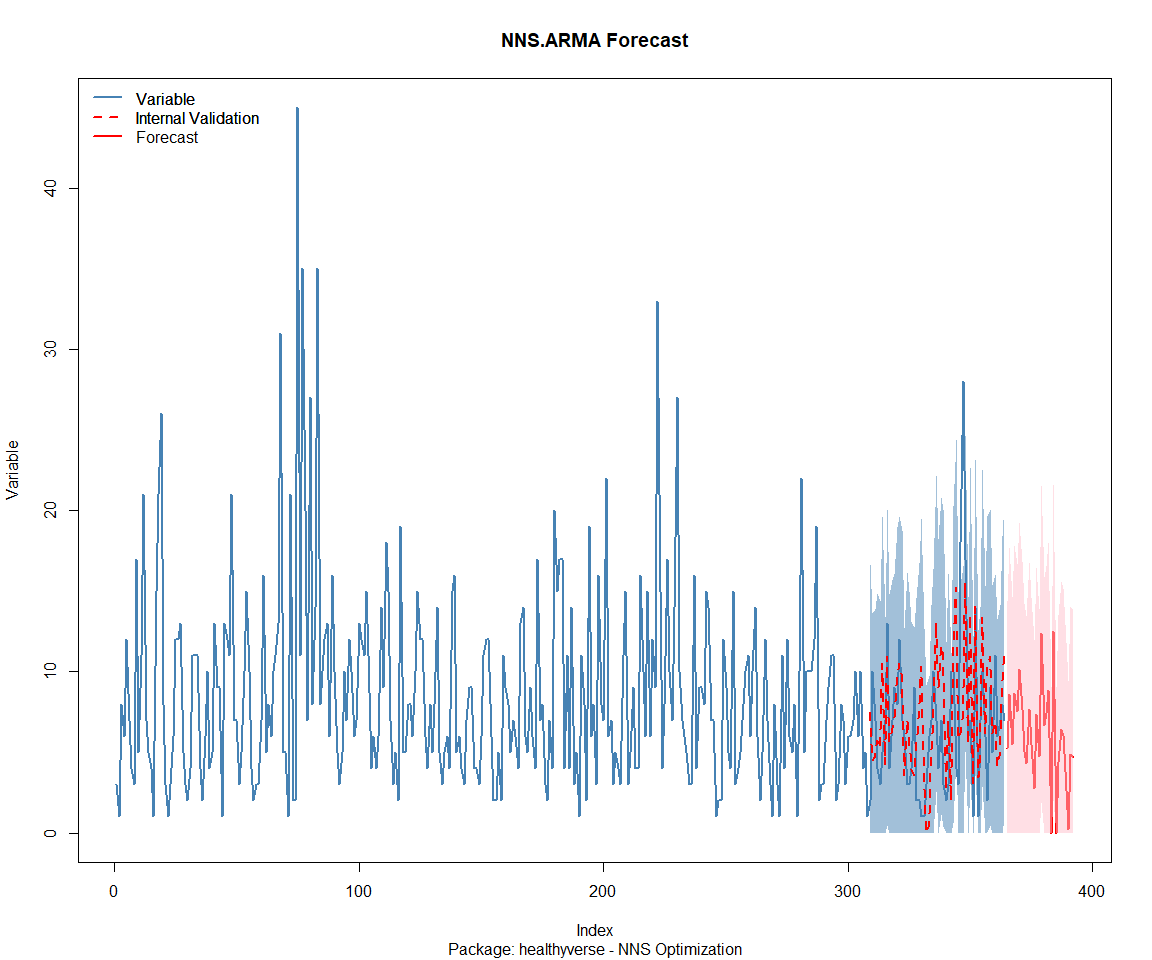 NNS.ARMA Forecast
Variable
Internal Validation
Forecast
Variable
40
30
20
10
0
0
100
200
300
400
Index
Package: healthyverse - NNS Optimization